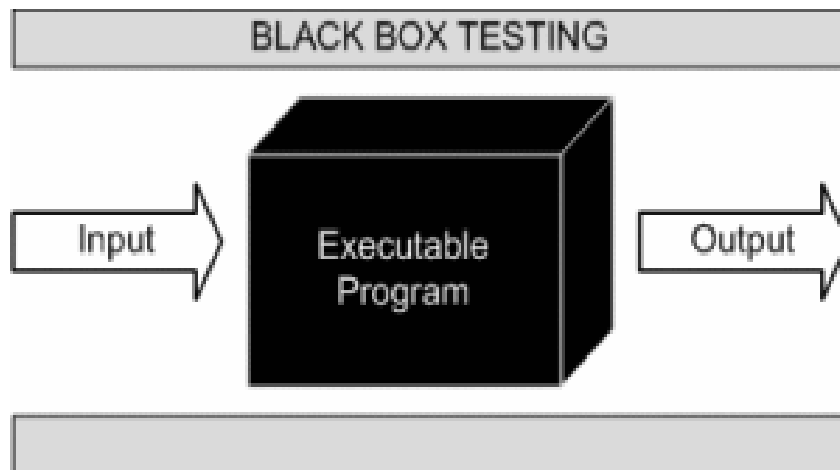 BLACK BOX TESTING
Input
Executable
Program
Output